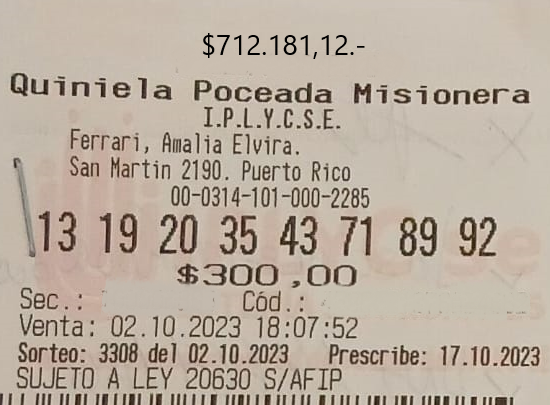 $712.181,12.-
Quiniela Poceada Misionera
I.P.L.Y.C.S.E.
Ferrari, Amalia Elvira.
San Martin 2190. Puerto Rico
00-0314-101-000-2285
13 19 20 35 43 71 89 92
$300,00
Sec.: Cód.:
Venta: 02.10.2023 18:07:52
Sorteo: 3308 del 02.10.2023 Prescribe: 17.10.2023
SUJETO A LEY 20630 S/AFIP